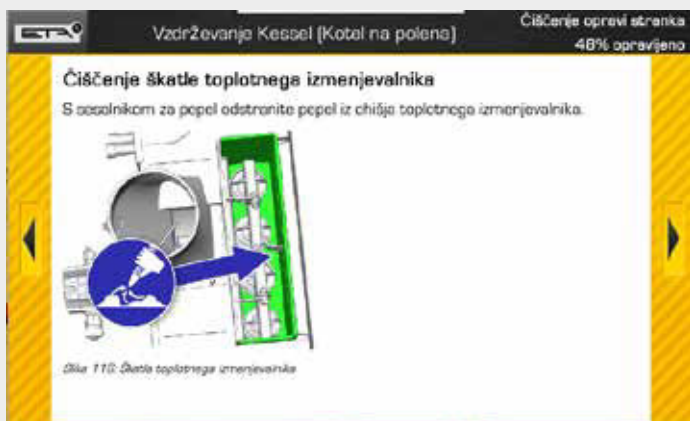 ETA
Vzdrževanje Kessel (Kotel na polena)
Čiščenje opravi stranka
48% opravljeno
Čiščenje škatle toplotnega izmenjevalnika
S sesalnikom za pepel odstranite pepel iz ohišja toplotnega izmenjevalnika.
Slika 110: Škatla toplotnega izmenjevalnika